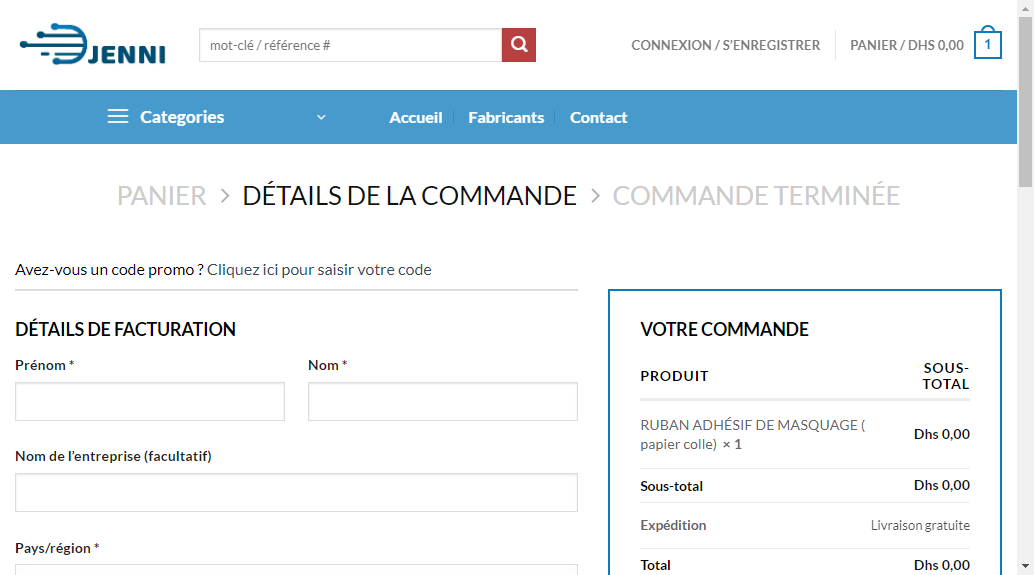 JENNI
mot-clé / référence #
CONNEXION / S'ENREGISTRER
PANIER / DHS 0,00
1
Categories
Accueil
Fabricants
Contact
PANIER > DÉTAILS DE LA COMMANDE > COMMANDE TERMINÉE
Avez-vous un code promo ? Cliquez ici pour saisir votre code
DÉTAILS DE FACTURATION
Prénom *
Nom *
Nom de l’entreprise (facultatif)
Pays/région *
VOTRE COMMANDE
PRODUIT
SOUS-
TOTAL
RUBAN ADHÉSIF DE MASQUAGE (
papier colle) × 1
Dhs 0,00
Sous-total
Dhs 0,00
Expédition
Livraison gratuite
Total
Dhs 0,00